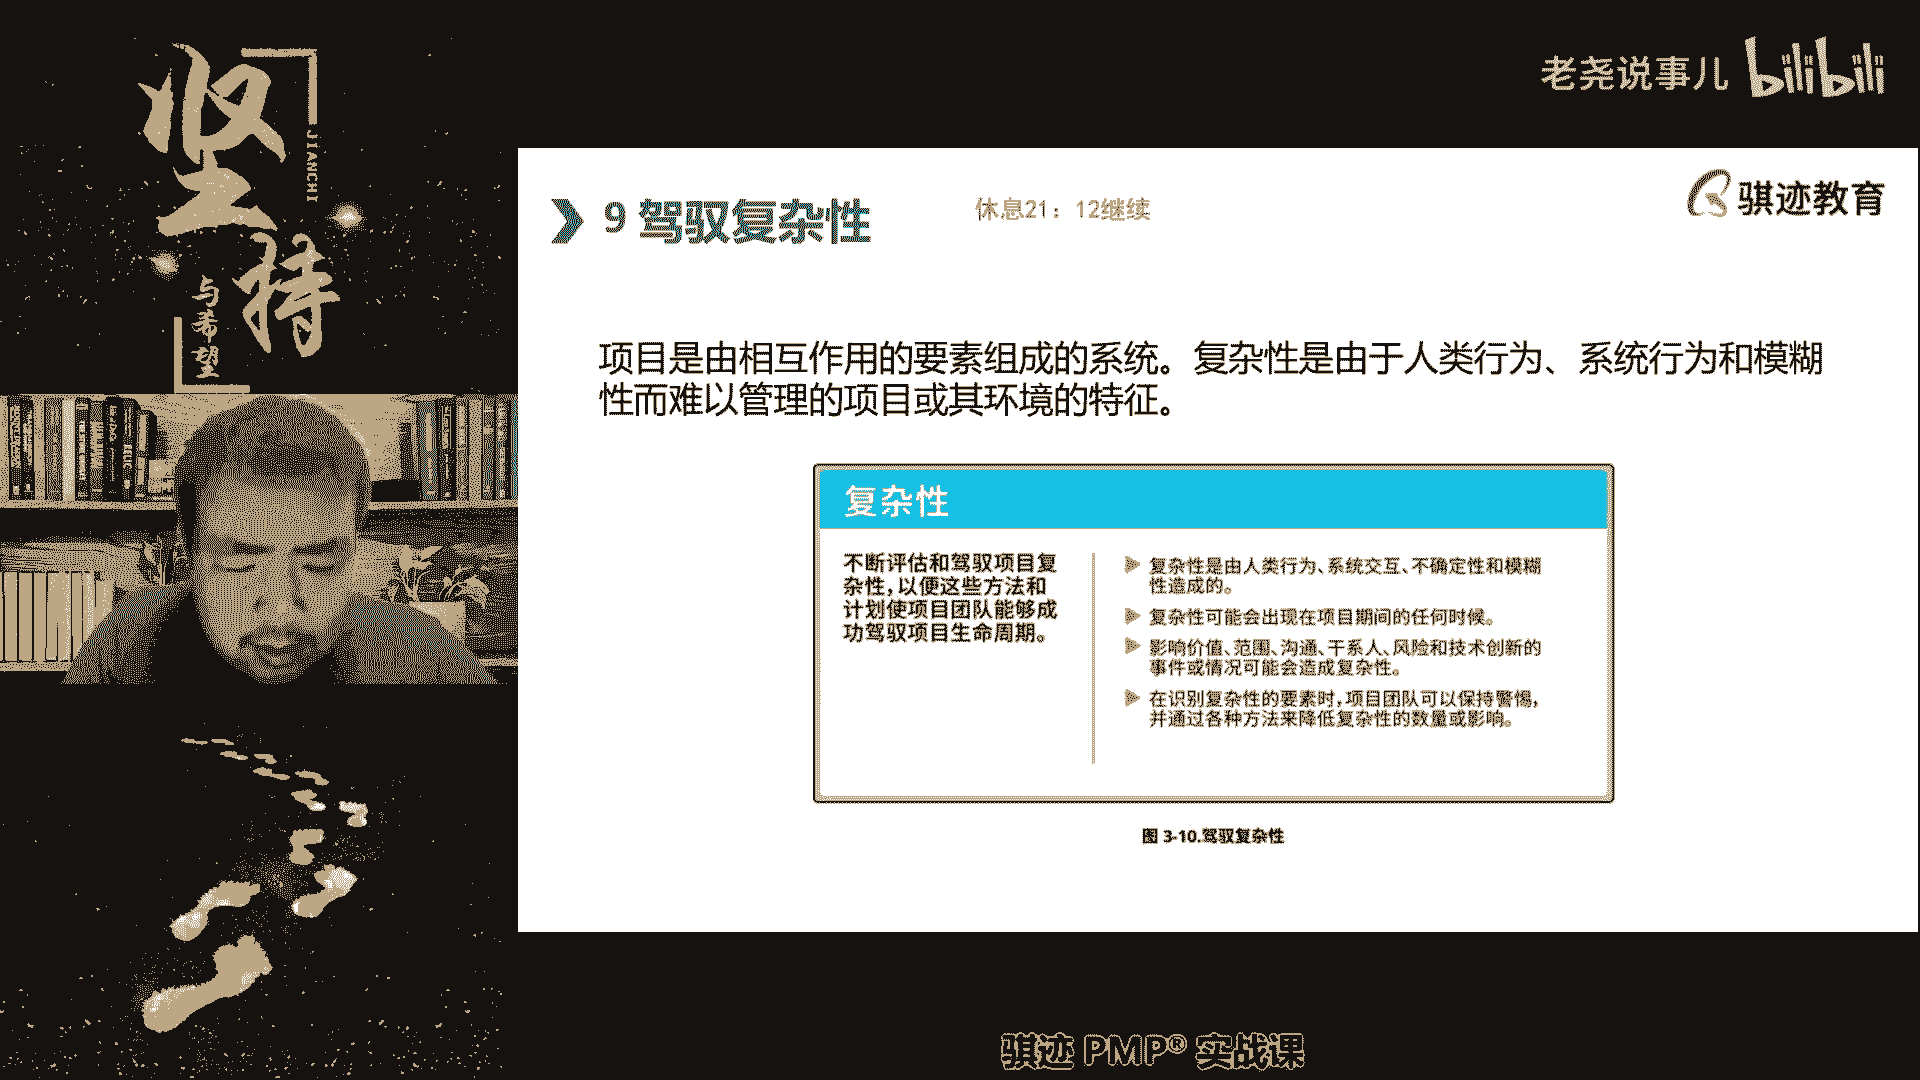 坚持
JIANCHI
与希望
老尧说事儿 bilibili
骐迹教育
9 驾驭复杂性
休息21：12继续
项目是由相互作用的要素组成的系统。复杂性是由于人类行为、系统行为和模糊
性而难以管理的项目或其环境的特征。
复杂性
不断评估和驾驭项目复
杂性，以便这些方法和
计划使项目团队能够成
功驾驭项目生命周期。
复杂性是由人类行为、系统交互、不确定性和模糊
性造成的。
复杂性可能会出现在项目期间的任何时候。
影响价值、范围、沟通、干系人、风险和技术创新的
事件或情况可能会造成复杂性。
在识别复杂性的要素时，项目团队可以保持警惕，
并通过各种方法来降低复杂性的数量或影响。
图 3-10.驾驭复杂性
骐迹 PMP® 实战课